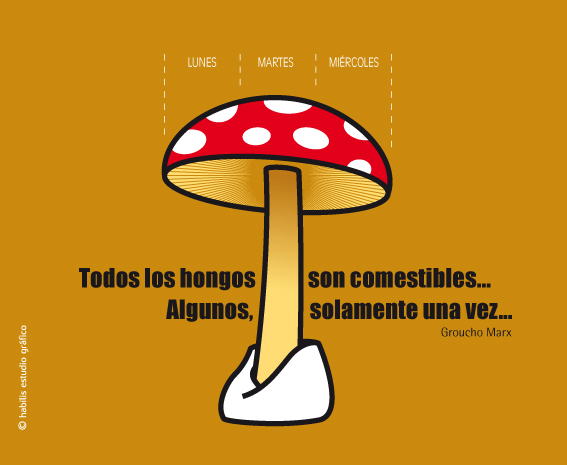 LUNES MARTES MIÉRCOLES
Todos los hongos son comestibles...
Algunos, solamente una vez...
Groucho Marx
© habilis estudio gráfico